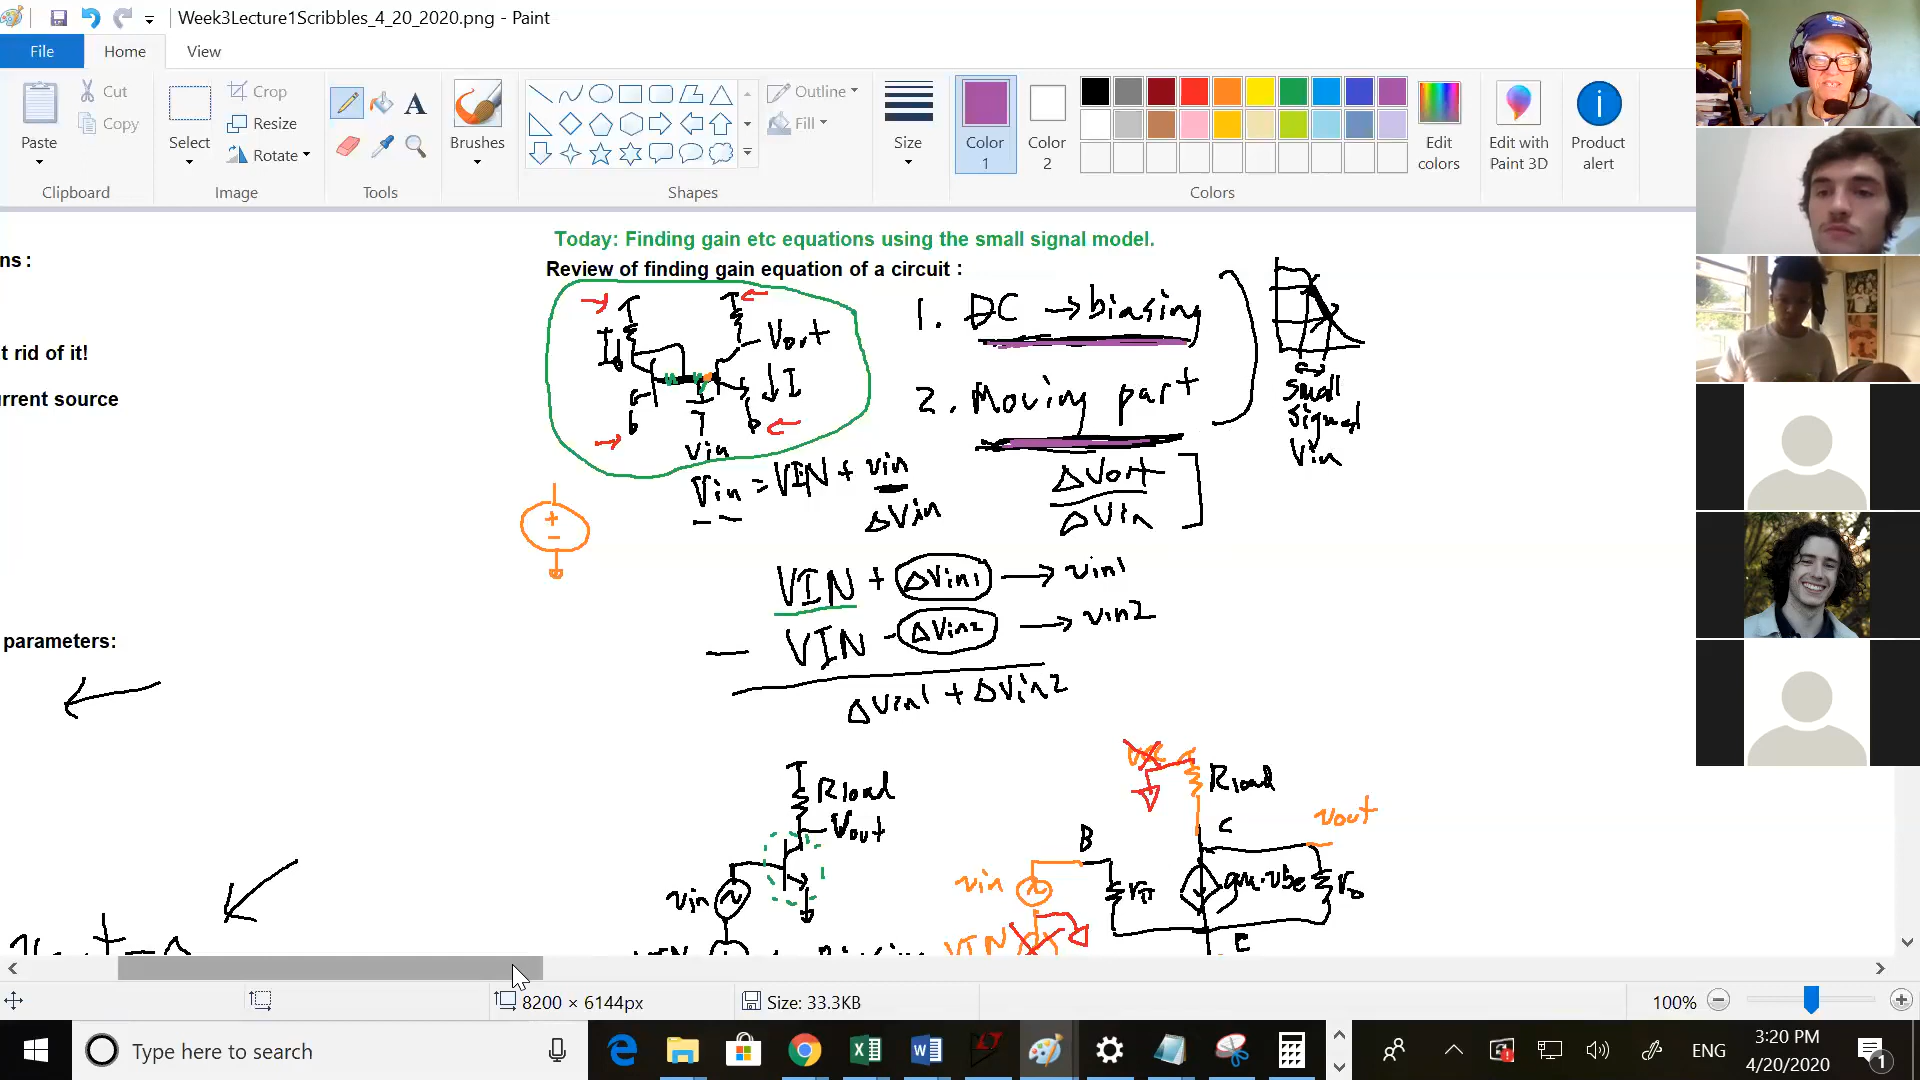 Week3Lecture1Scribbles_4_20_2020.png - Paint
File Home View
Paste
Cut
Copy
Clipboard
Select
Crop
Resize
Rotate
Image
Tools
Brushes
Outline
Fill
Shapes
Size
Color 1
Color 2
Edit colors
Colors
Edit with Paint 3D
Product alert
ns:
t rid of it!
urrent source
parameters:
Today: Finding gain etc equations using the small signal model.
Review of finding gain equation of a circuit :
Vout
I
Vin
1. DC → biasing
2. Moving part
small
signal
Vin
Vin = VIN + vin
ΔVin
ΔVout
ΔVin
+
-
VIN + ΔVin1 → vin1
- VIN - ΔVin2 → vin2
ΔVin1 + ΔVin2
Rload
Vout
vin
Rload
C
vout
B
vin
rπ
gm·vbe
ro
E
VIN
8200 × 6144px
Size: 33.3KB
100%
Type here to search
ENG
3:20 PM
4/20/2020
1